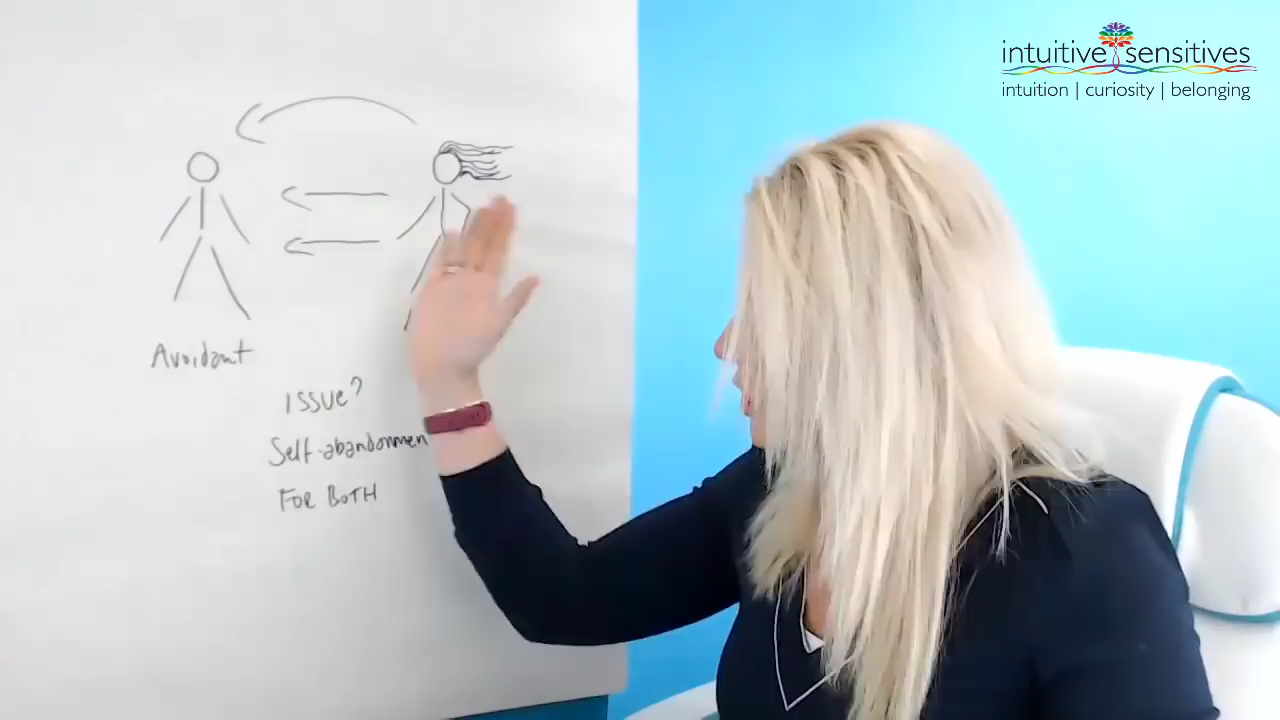 intuitive sensitives
intuition | curiosity | belonging
Avoidant
ISSUE?
Self-abandonmen
FOR BOTH